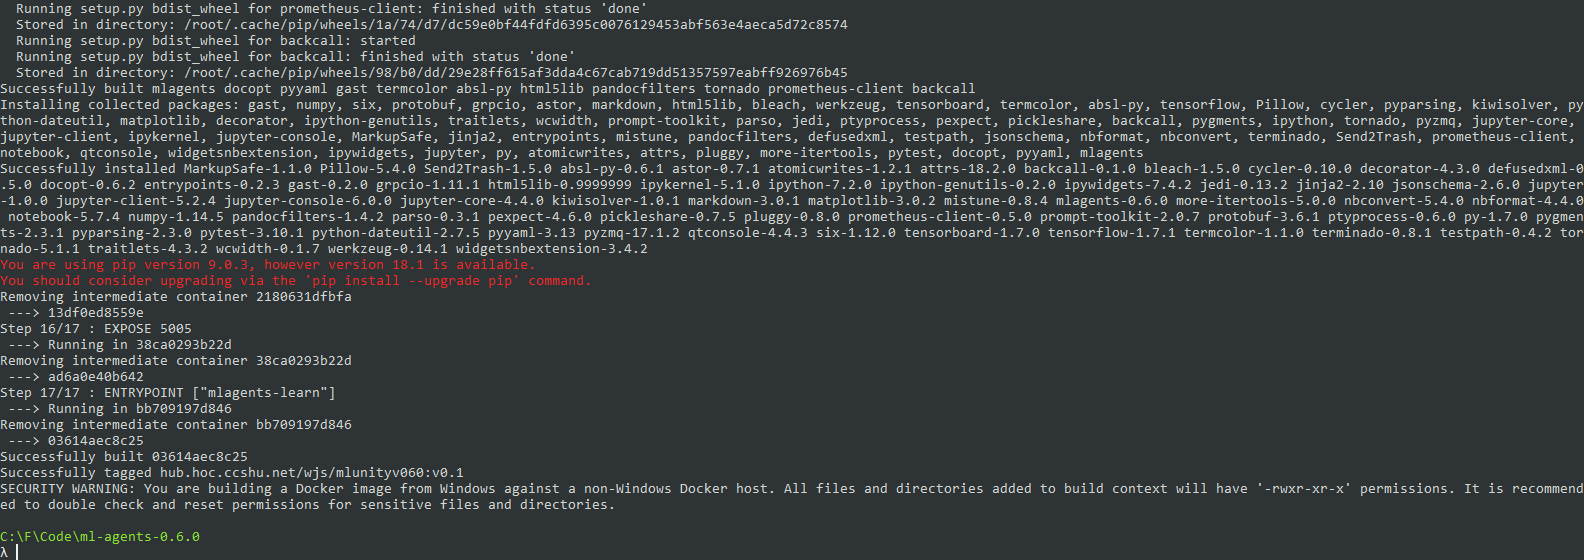 Running setup.py bdist_wheel for prometheus-client: finished with status 'done'
Stored in directory: /root/.cache/pip/wheels/1a/74/d7/dc59e0bf44fdfd6395c0076129453abf563e4aeca5d72c8574
Running setup.py bdist_wheel for backcall: started
Running setup.py bdist_wheel for backcall: finished with status 'done'
Stored in directory: /root/.cache/pip/wheels/98/b0/dd/29e28ff615af3dda4c67cab719dd51357597eabff926976b45
Successfully built mlagents docopt pyyaml gast termcolor absl-py html5lib pandocfilters tornado prometheus-client backcall
Installing collected packages: gast, numpy, six, protobuf, grpcio, astor, markdown, html5lib, bleach, werkzeug, tensorboard, termcolor, absl-py, tensorflow, Pillow, cycler, pyparsing, kiwisolver, py
thon-dateutil, matplotlib, decorator, ipython-genutils, traitlets, wcwidth, prompt-toolkit, parso, jedi, ptyprocess, pexpect, pickleshare, backcall, pygments, ipython, tornado, pyzmq, jupyter-core,
jupyter-client, ipykernel, jupyter-console, MarkupSafe, jinja2, entrypoints, mistune, pandocfilters, defusedxml, testpath, jsonschema, nbformat, nbconvert, terminado, Send2Trash, prometheus-client,
notebook, qtconsole, widgetsnbextension, ipywidgets, jupyter, py, atomicwrites, attrs, pluggy, more-itertools, pytest, docopt, pyyaml, mlagents
Successfully installed MarkupSafe-1.1.0 Pillow-5.4.0 Send2Trash-1.5.0 absl-py-0.6.1 astor-0.7.1 atomicwrites-1.2.1 attrs-18.2.0 backcall-0.1.0 bleach-1.5.0 cycler-0.10.0 decorator-4.3.0 defusedxml-0
.5.0 docopt-0.6.2 entrypoints-0.2.3 gast-0.2.0 grpcio-1.11.1 html5lib-0.9999999 ipykernel-5.1.0 ipython-7.2.0 ipython-genutils-0.2.0 ipywidgets-7.4.2 jedi-0.13.2 jinja2-2.10 jsonschema-2.6.0 jupyter
-1.0.0 jupyter-client-5.2.4 jupyter-console-6.0.0 jupyter-core-4.4.0 kiwisolver-1.0.1 markdown-3.0.1 matplotlib-3.0.2 mistune-0.8.4 mlagents-0.6.0 more-itertools-5.0.0 nbconvert-5.4.0 nbformat-4.4.0
notebook-5.7.4 numpy-1.14.5 pandocfilters-1.4.2 parso-0.3.1 pexpect-4.6.0 pickleshare-0.7.5 pluggy-0.8.0 prometheus-client-0.5.0 prompt-toolkit-2.0.7 protobuf-3.6.1 ptyprocess-0.6.0 py-1.7.0 pygmen
ts-2.3.1 pyparsing-2.3.0 pytest-3.10.1 python-dateutil-2.7.5 pyyaml-3.13 pyzmq-17.1.2 qtconsole-4.4.3 six-1.12.0 tensorboard-1.7.0 tensorflow-1.7.1 termcolor-1.1.0 terminado-0.8.1 testpath-0.4.2 tor
nado-5.1.1 traitlets-4.3.2 wcwidth-0.1.7 werkzeug-0.14.1 widgetsnbextension-3.4.2
You are using pip version 9.0.3, however version 18.1 is available.
You should consider upgrading via the 'pip install --upgrade pip' command.
Removing intermediate container 2180631dfbfa
---> 13df0ed8559e
Step 16/17 : EXPOSE 5005
---> Running in 38ca0293b22d
Removing intermediate container 38ca0293b22d
---> ad6a0e40b642
Step 17/17 : ENTRYPOINT ["mlagents-learn"]
---> Running in bb709197d846
Removing intermediate container bb709197d846
---> 03614aec8c25
Successfully built 03614aec8c25
Successfully tagged hub.hoc.ccshu.net/wjs/mlunityv060:v0.1
SECURITY WARNING: You are building a Docker image from Windows against a non-Windows Docker host. All files and directories added to build context will have '-rwxr-xr-x' permissions. It is recommend
ed to double check and reset permissions for sensitive files and directories.
C:\F\Code\ml-agents-0.6.0
λ